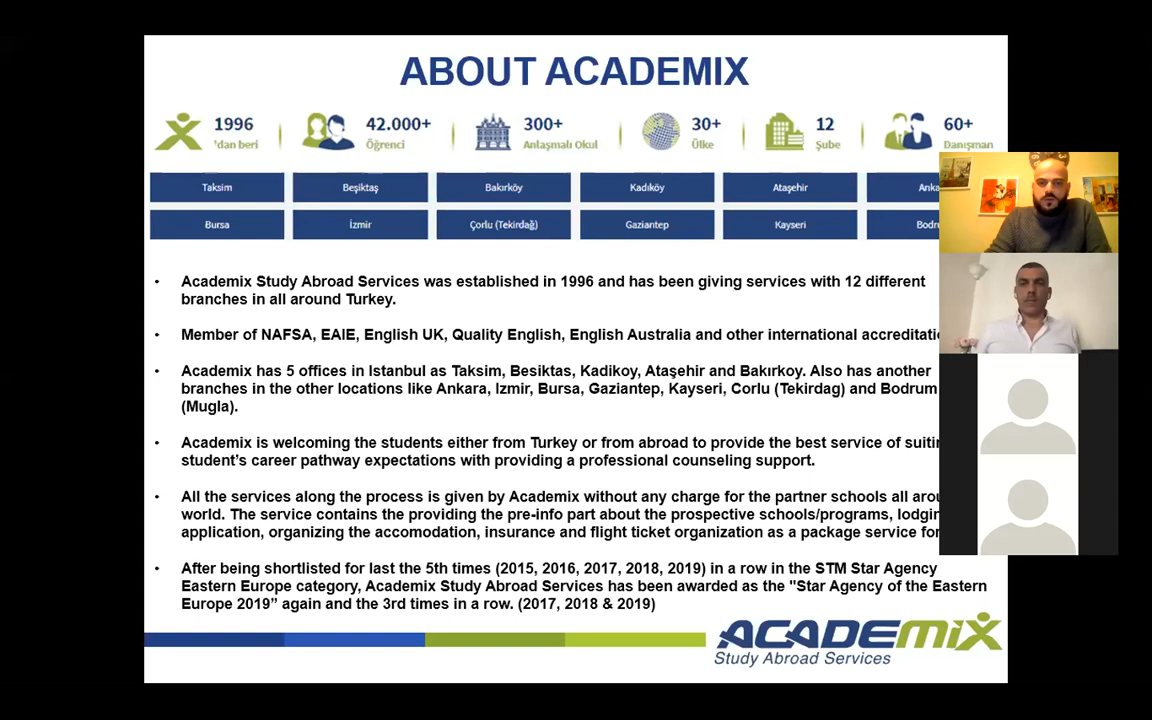 ABOUT ACADEMIX
1996 'dan beri
42.000+ Öğrenci
300+ Anlaşmalı Okul
30+ Ülke
12 Şube
60+ Danışman
Taksim Beşiktaş Bakırköy Kadıköy Ataşehir
Bursa İzmir Çorlu (Tekirdağ) Gaziantep Kayseri
• Academix Study Abroad Services was established in 1996 and has been giving services with 12 different
branches in all around Turkey.
• Member of NAFSA, EAIE, English UK, Quality English, English Australia and other international
• Academix has 5 offices in Istanbul as Taksim, Besiktas, Kadikoy, Ataşehir and Bakırkoy. Also has another
branches in the other locations like Ankara, Izmir, Bursa, Gaziantep, Kayseri, Corlu (Tekirdag) and Bodrum
(Mugla).
• Academix is welcoming the students either from Turkey or from abroad to provide the best service of
student's career pathway expectations with providing a professional counseling support.
• All the services along the process is given by Academix without any charge for the partner schools all
world. The service contains the providing the pre-info part about the prospective schools/programs,
application, organizing the accomodation, insurance and flight ticket organization as a package service for
• After being shortlisted for last the 5th times (2015, 2016, 2017, 2018, 2019) in a row in the STM Star Agency
Eastern Europe category, Academix Study Abroad Services has been awarded as the "Star Agency of the Eastern
Europe 2019” again and the 3rd times in a row. (2017, 2018 & 2019)
ACADEMIX
Study Abroad Services